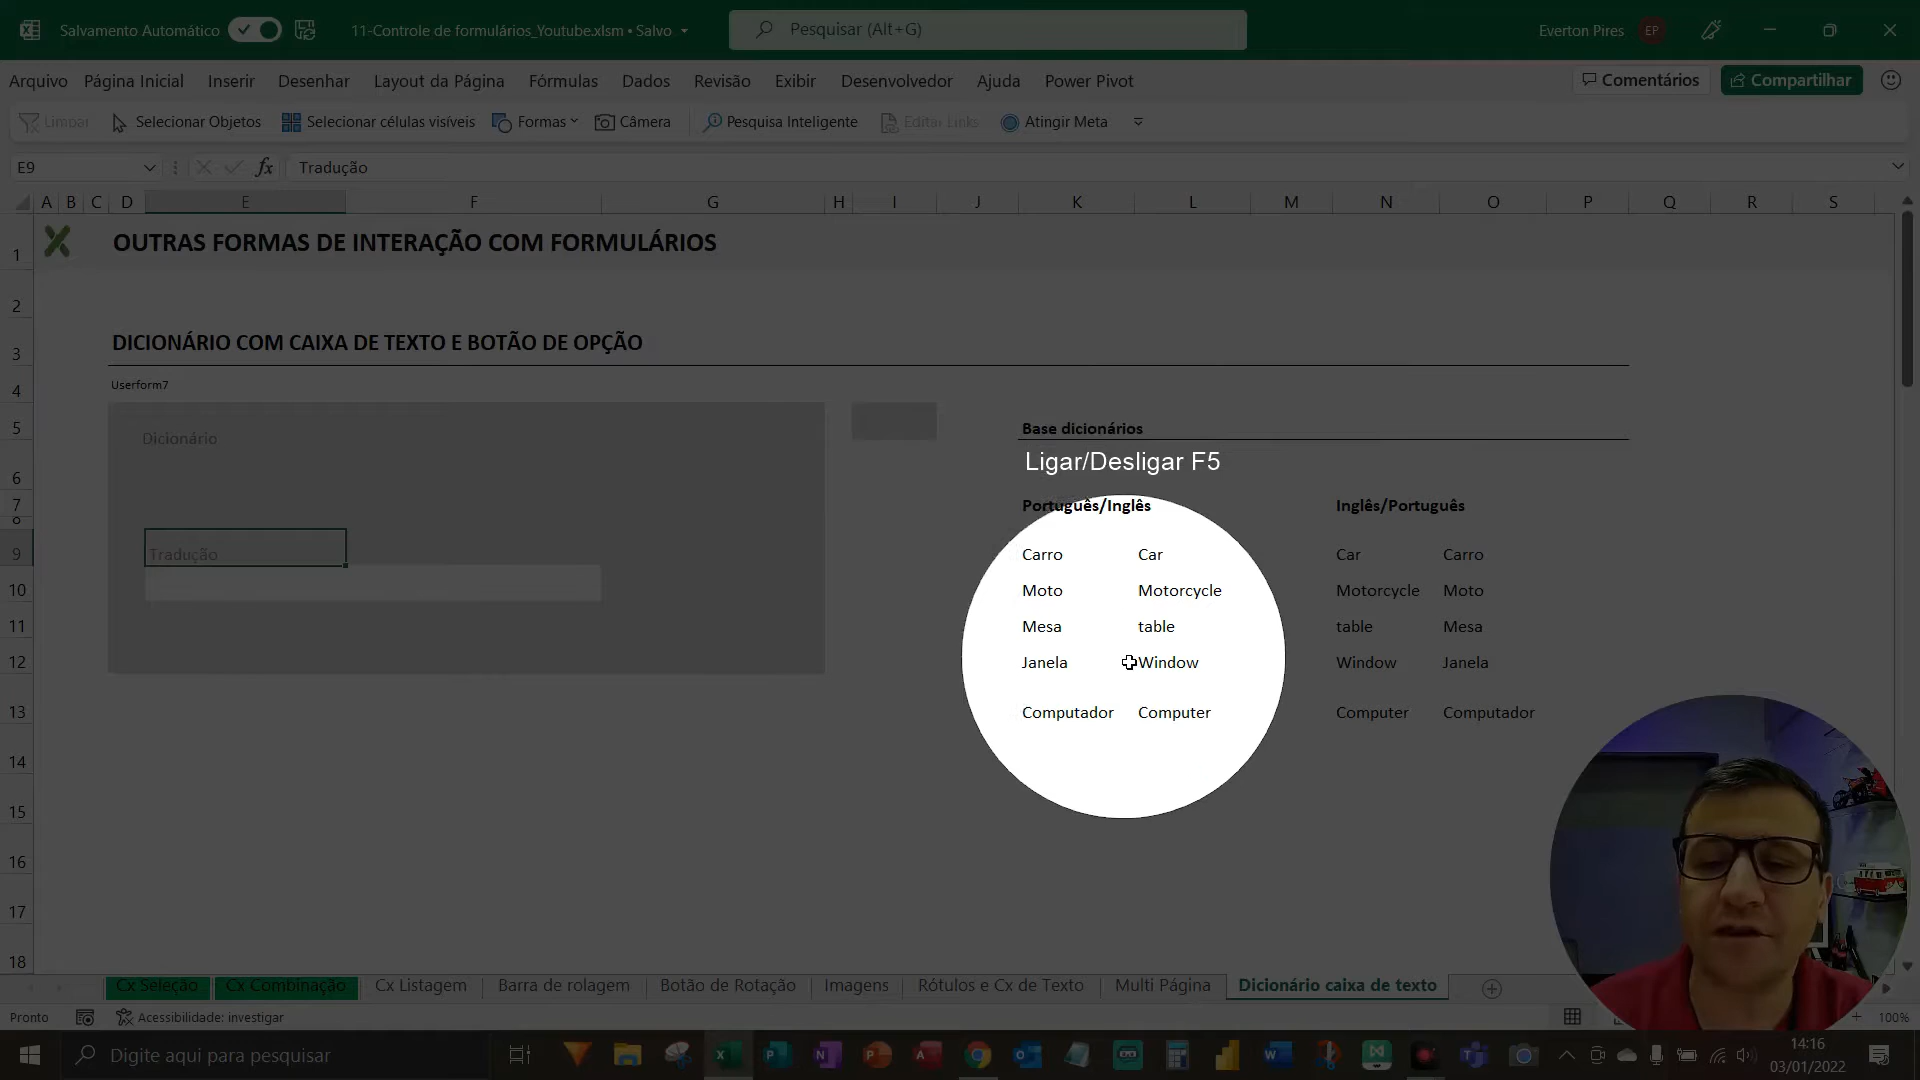 Salvamento Automático
11-Controle de formulários_Youtube.xlsm • Salvo
Pesquisar (Alt+G)
Everton Pires
EP
Arquivo Página Inicial Inserir Desenhar Layout da Página Fórmulas Dados Revisão Exibir Desenvolvedor Ajuda Power Pivot
Comentários
Compartilhar
Limpar Selecionar Objetos Selecionar células visíveis Formas Câmera Pesquisa Inteligente Editar Links Atingir Meta
E9
fx
Tradução
A B C D E F G H I J K L M N O P Q R S
1 OUTRAS FORMAS DE INTERAÇÃO COM FORMULÁRIOS
2
3 DICIONÁRIO COM CAIXA DE TEXTO E BOTÃO DE OPÇÃO
4 Userform7
5 Dicionário Base dicionários
6 Ligar/Desligar F5
7 Português/Inglês Inglês/Português
8
9 Tradução Carro Car Car Carro
10 Moto Motorcycle Motorcycle Moto
11 Mesa table table Mesa
12 Janela Window Window Janela
13 Computador Computer Computer Computador
14
15
16
17
18
Cx Seleção Cx Combinação Cx Listagem Barra de rolagem Botão de Rotação Imagens Rótulos e Cx de Texto Multi Página Dicionário caixa de texto
Pronto
Acessibilidade: investigar
100%
Digite aqui para pesquisar
14:16
03/01/2022